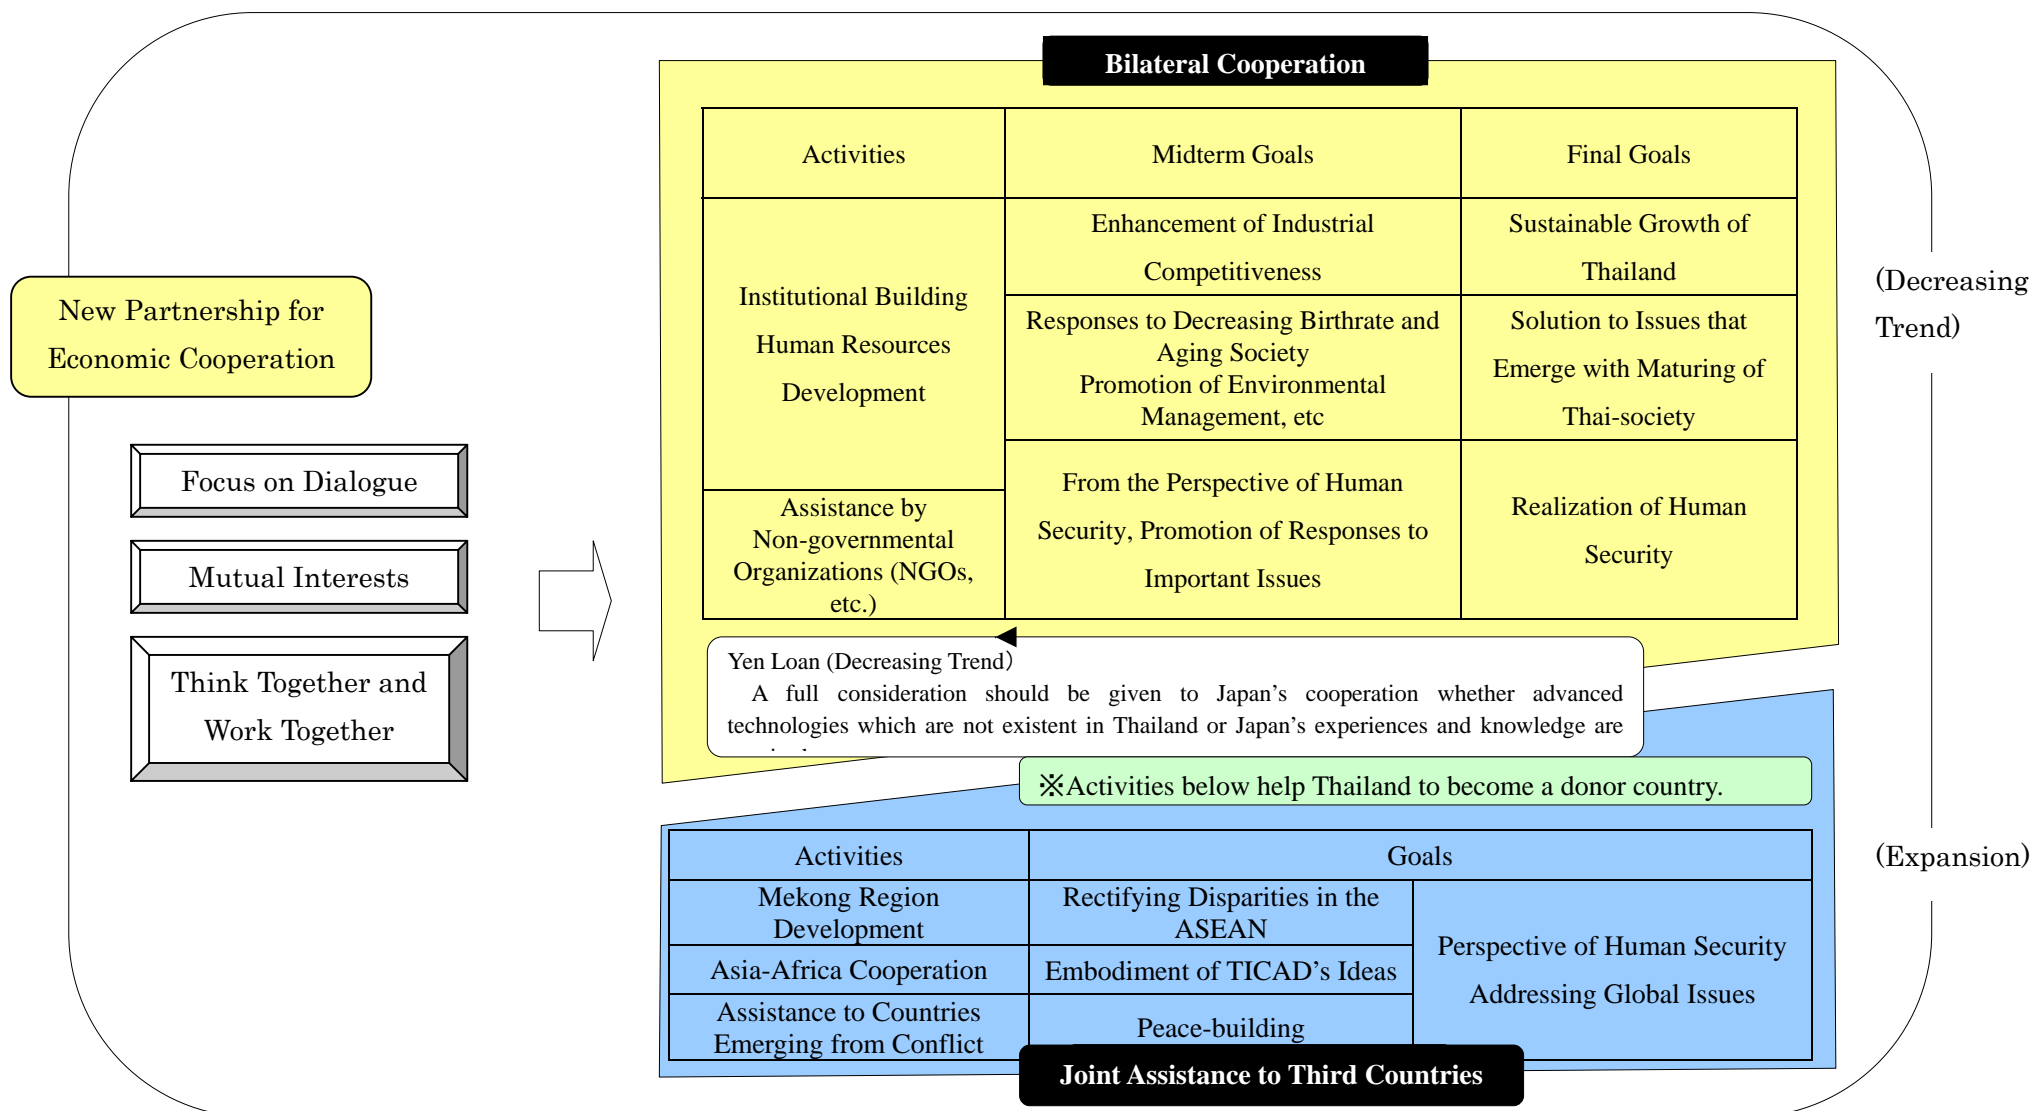 Bilateral Cooperation
Activities
Midterm Goals
Final Goals
Institutional Building
Human Resources
Development
Enhancement of Industrial
Competitiveness
Sustainable Growth of
Thailand
Responses to Decreasing Birthrate and
Aging Society
Promotion of Environmental
Management, etc
Solution to Issues that
Emerge with Maturing of
Thai-society
Assistance by
Non-governmental
Organizations (NGOs,
etc.)
From the Perspective of Human
Security, Promotion of Responses to
Important Issues
Realization of Human
Security
(Decreasing
Trend)
New Partnership for
Economic Cooperation
Focus on Dialogue
Mutual Interests
Think Together and
Work Together
Yen Loan (Decreasing Trend）
A full consideration should be given to Japan’s cooperation whether advanced
technologies which are not existent in Thailand or Japan’s experiences and knowledge are
※Activities below help Thailand to become a donor country.
Activities
Goals
Mekong Region
Development
Rectifying Disparities in the
ASEAN
Asia-Africa Cooperation
Embodiment of TICAD’s Ideas
Assistance to Countries
Emerging from Conflict
Peace-building
Perspective of Human Security
Addressing Global Issues
(Expansion)
Joint Assistance to Third Countries